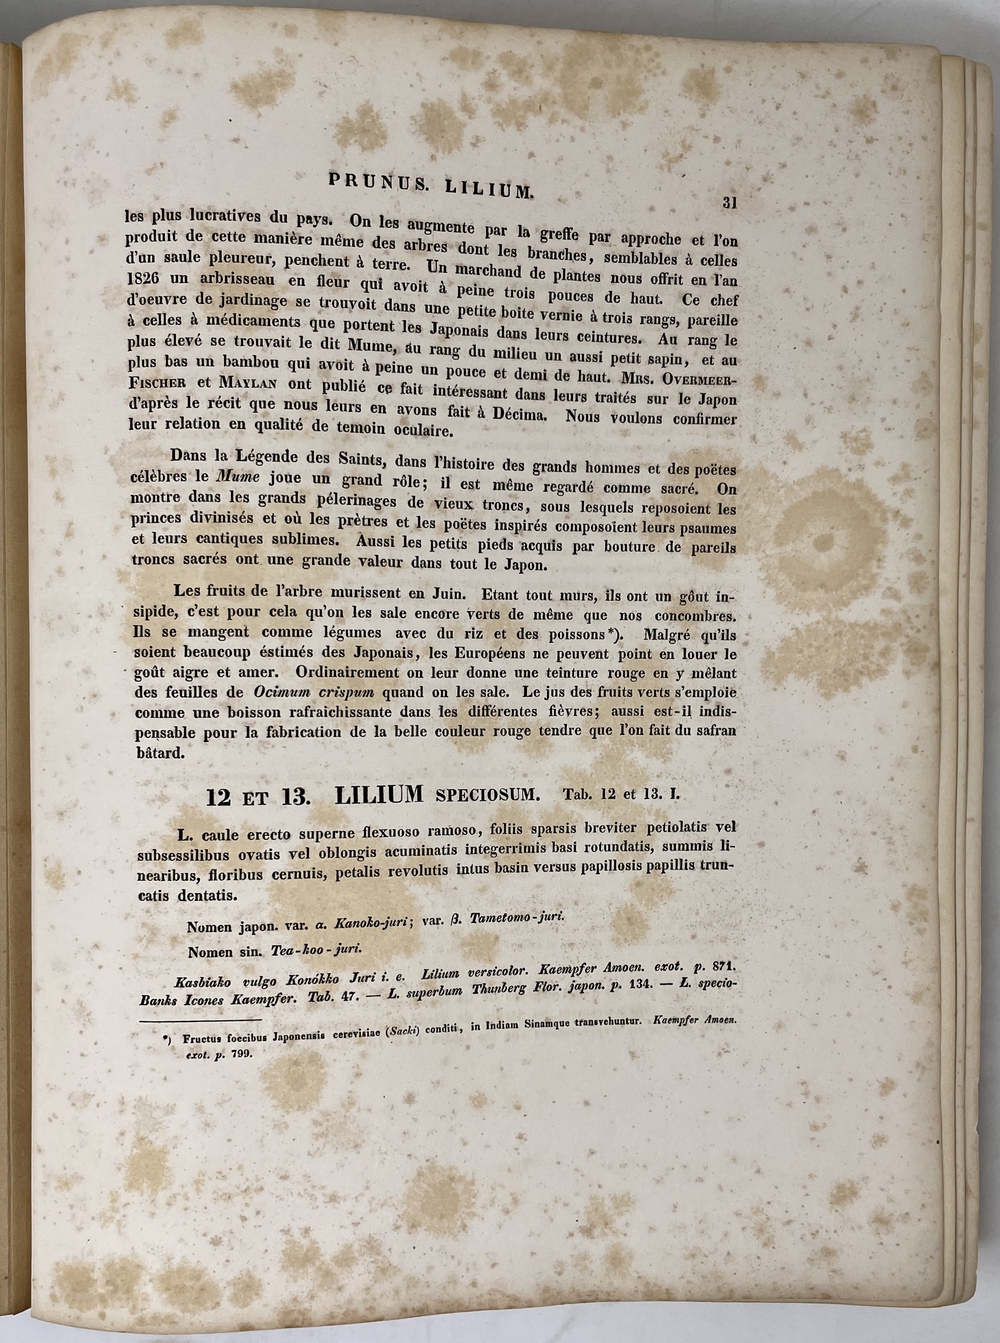 PRUNUS. LILIUM.
31
les plus lucratives du pays. On les augmente par la greffe par approche et l'on
produit de cette manière même des arbres dont les branches, semblables à celles
d'un saule pleureur, penchent à terre. Un marchand de plantes nous offrit en l'an
1826 un arbrisseau en fleur qui avoit à peine trois pouces de haut. Ce chef
d'oeuvre de jardinage se trouvoit dans une petite boite vernie à trois rangs, pareille
à celles à médicaments que portent les Japonais dans leurs ceintures. Au rang le
plus élevé se trouvait le dit Mume, au rang du milieu un aussi petit sapin, et au
plus bas un bambou qui avoit à peine un pouce et demi de haut. Mrs. Overmeer-
Fischer et Maylan ont publié ce fait intéressant dans leurs traités sur le Japon
d'après le récit que nous leurs en avons fait à Décima. Nous voulons confirmer
leur relation en qualité de temoin oculaire.
Dans la Légende des Saints, dans l'histoire des grands hommes et des poëtes
célèbres le Mume joue un grand rôle; il est même regardé comme sacré. On
montre dans les grands pélerinages de vieux troncs, sous lesquels reposoient les
princes divinisés et où les prètres et les poëtes inspirés composoient leurs psaumes
et leurs cantiques sublimes. Aussi les petits pieds acquis par bouture de pareils
troncs sacrés ont une grande valeur dans tout le Japon.
Les fruits de l'arbre murissent en Juin. Etant tout murs, ils ont un gôut in-
sipide, c'est pour cela qu'on les sale encore verts de même que nos concombres.
Ils se mangent comme légumes avec du riz et des poissons*). Malgré qu'ils
soient beaucoup éstimés des Japonais, les Européens ne peuvent point en louer le
goût aigre et amer. Ordinairement on leur donne une teinture rouge en y mêlant
des feuilles de Ocimum crispum quand on les sale. Le jus des fruits verts s'emploie
comme une boisson rafraichissante dans les différentes fièvres; aussi est-il indis-
pensable pour la fabrication de la belle couleur rouge tendre que l'on fait du safran
bâtard.
12 ET 13. LILIUM SPECIOSUM. Tab. 12 et 13. I.
L. caule erecto superne flexuoso ramoso, foliis sparsis breviter petiolatis vel
subsessilibus ovatis vel oblongis acuminatis integerrimis basi rotundatis, summis li-
nearibus, floribus cernuis, petalis revolutis intus basin versus papillosis papillis trun-
catis dentatis.
Nomen japon. var. α. Kanoko-juri; var. β. Tametomo-juri.
Nomen sin. Tea-koo-juri.
Kasbiako vulgo Konókko Juri i. e. Lilium versicolor. Kaempfer Amoen. exot. p. 871.
Banks Icones Kaempfer. Tab. 47. — L. superbum Thunberg Flor. japon. p. 134. — L. specio-
*) Fructus foecibus Japonensis cerevisiae (Sacki) conditi, in Indiam Sinamque transvehuntur. Kaempfer Amoen.
exot. p. 799.